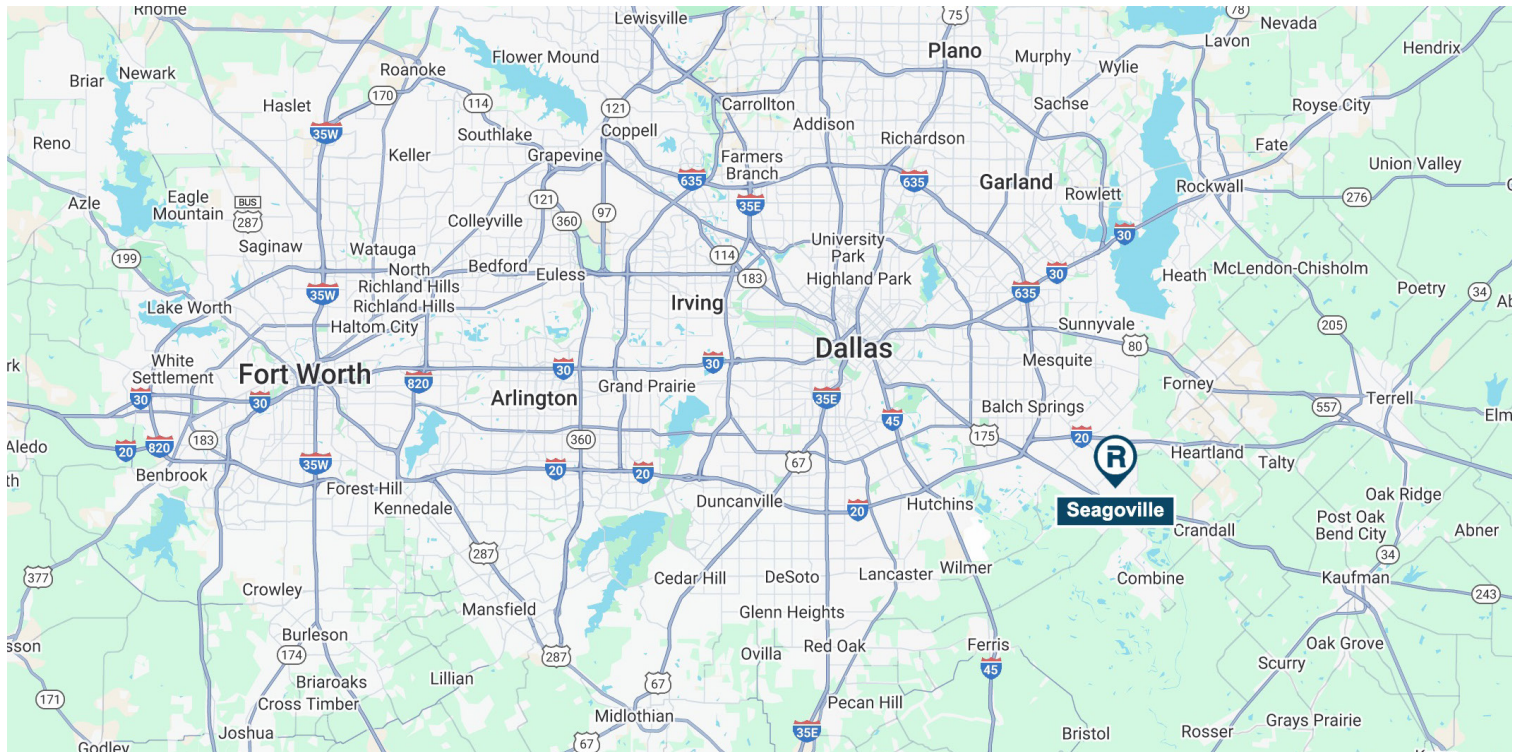 Rhome
Lewisville
75
78
Nevada
Lavon
Hendrix
Flower Mound
Plano
Murphy
Wylie
Briar
Newark
Roanoke
170
114
121
Haslet
35W
Carrollton
Addison
Sachse
Royse City
Southlake
Coppell
Richardson
Fate
Reno
Keller
Grapevine
Farmers
Branch
635
635
Garland
Rowlett
Rockwall
Union Valley
Azle
Eagle
Mountain
BUS
287
Colleyville
121
360
97
35E
276
30
Saginaw
Watauga
University
Park
114
199
North
Richland Hills
Bedford
Euless
183
Highland Park
30
Heath
McLendon-Chisholm
35W
Richland Hills
635
Poetry
34
Lake Worth
Irving
Haltom City
Sunnyvale
205
80
White
Settlement
Fort Worth
30
30
Dallas
Mesquite
820
Grand Prairie
Forney
30
30
Arlington
35E
Balch Springs
Terrell
557
Elm
45
183
360
175
20
Aledo
20
820
67
Heartland
Talty
R
Benbrook
35W
20
20
Forest Hill
Duncanville
Hutchins
Seagoville
Oak Ridge
Kennedale
20
Crandall
Post Oak
Bend City
Abner
287
34
377
Cedar Hill
DeSoto
Lancaster
Wilmer
Combine
Kaufman
Crowley
243
Mansfield
Glenn Heights
Burleson
174
287
Ovilla
Red Oak
Ferris
Oak Grove
45
Scurry
171
Briaroaks
Lillian
67
Cross Timber
Pecan Hill
Midlothian
Grays Prairie
Joshua
35E
Bristol
Rosser
Godley
67